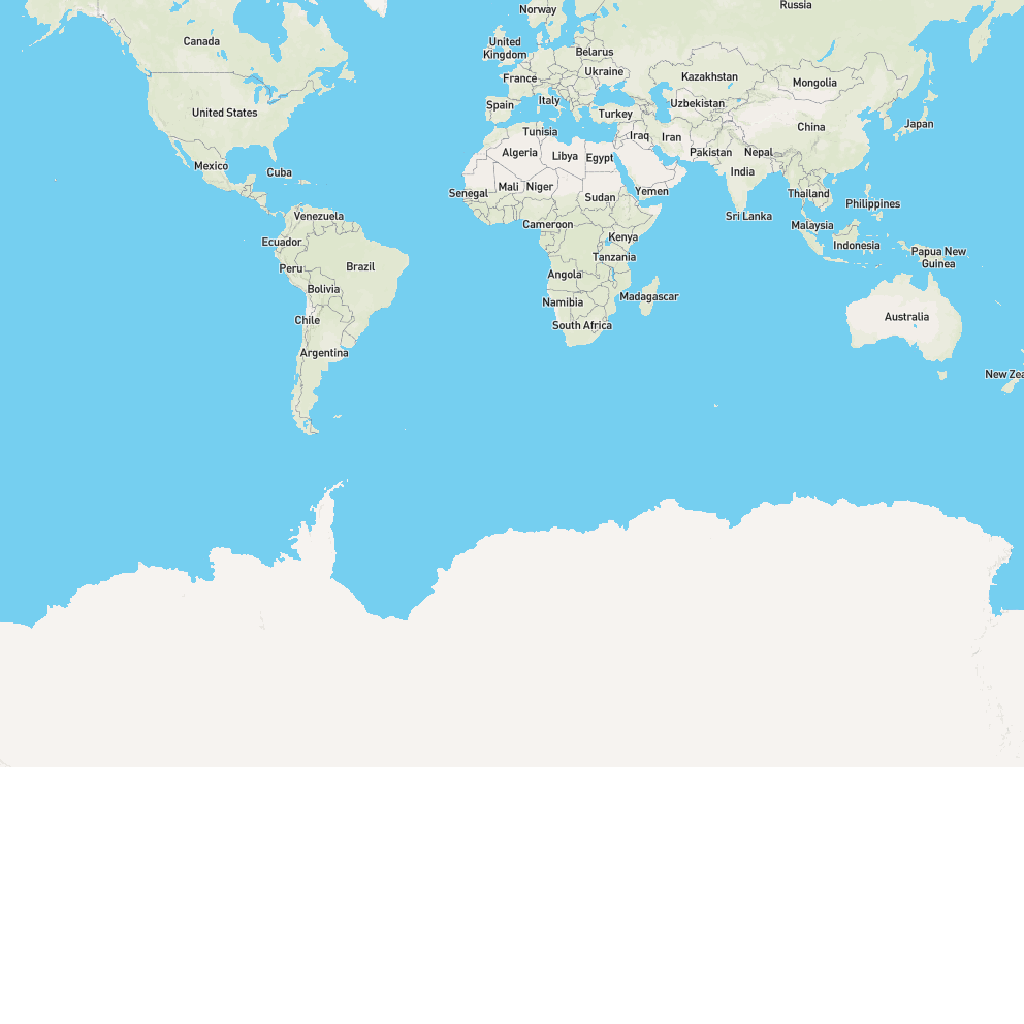 Norway
Russia
Canada
United
Kingdom
Belarus
France
Ukraine
Kazakhstan
Mongolia
United States
Spain
Italy
Turkey
Uzbekistan
China
Japan
Tunisia
Iraq
Iran
Mexico
Cuba
Algeria
Libya
Egypt
Pakistan
Nepal
India
Senegal
Mali
Niger
Sudan
Yemen
Thailand
Philippines
Venezuela
Cameroon
Sri Lanka
Malaysia
Ecuador
Kenya
Indonesia
Papua New
Guinea
Peru
Brazil
Tanzania
Bolivia
Angola
Chile
Namibia
Madagascar
Australia
South Africa
Argentina
New Zea